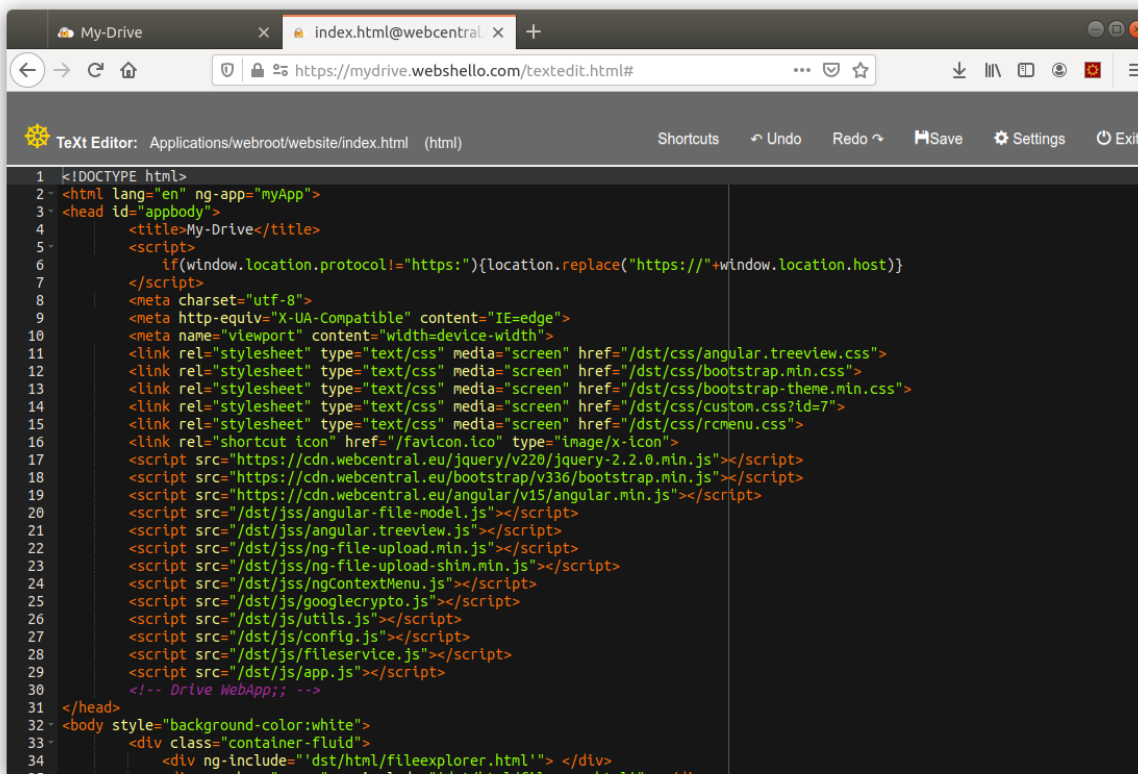 My-Drive
index.html@webcentral.
https://mydrive.webshello.com/textedit.html#
TeXt Editor: Applications/webroot/website/index.html (html) Shortcuts Undo Redo Save Settings Exit
1 <!DOCTYPE html>
2 <html lang="en" ng-app="myApp">
3 <head id="appbody">
4 <title>My-Drive</title>
5 <script>
6 if(window.location.protocol!="https:"){location.replace("https://"+window.location.host)}
7 </script>
8 <meta charset="utf-8">
9 <meta http-equiv="X-UA-Compatible" content="IE=edge">
10 <meta name="viewport" content="width=device-width">
11 <link rel="stylesheet" type="text/css" media="screen" href="/dst/css/angular.treeview.css">
12 <link rel="stylesheet" type="text/css" media="screen" href="/dst/css/bootstrap.min.css">
13 <link rel="stylesheet" type="text/css" media="screen" href="/dst/css/bootstrap-theme.min.css">
14 <link rel="stylesheet" type="text/css" media="screen" href="/dst/css/custom.css?id=7">
15 <link rel="stylesheet" type="text/css" media="screen" href="/dst/css/rcmenu.css">
16 <link rel="shortcut icon" href="/favicon.ico" type="image/x-icon">
17 <script src="https://cdn.webcentral.eu/jquery/v220/jquery-2.2.0.min.js"></script>
18 <script src="https://cdn.webcentral.eu/bootstrap/v336/bootstrap.min.js"></script>
19 <script src="https://cdn.webcentral.eu/angular/v15/angular.min.js"></script>
20 <script src="/dst/jss/angular-file-model.js"></script>
21 <script src="/dst/jss/angular.treeview.js"></script>
22 <script src="/dst/jss/ng-file-upload.min.js"></script>
23 <script src="/dst/jss/ng-file-upload-shim.min.js"></script>
24 <script src="/dst/jss/ngContextMenu.js"></script>
25 <script src="/dst/js/googlecrypto.js"></script>
26 <script src="/dst/js/utils.js"></script>
27 <script src="/dst/js/config.js"></script>
28 <script src="/dst/js/fileservice.js"></script>
29 <script src="/dst/js/app.js"></script>
30 <!-- Drive WebApp;; -->
31 </head>
32 <body style="background-color:white">
33 <div class="container-fluid">
34 <div ng-include="'dst/html/fileexplorer.html'"> </div>